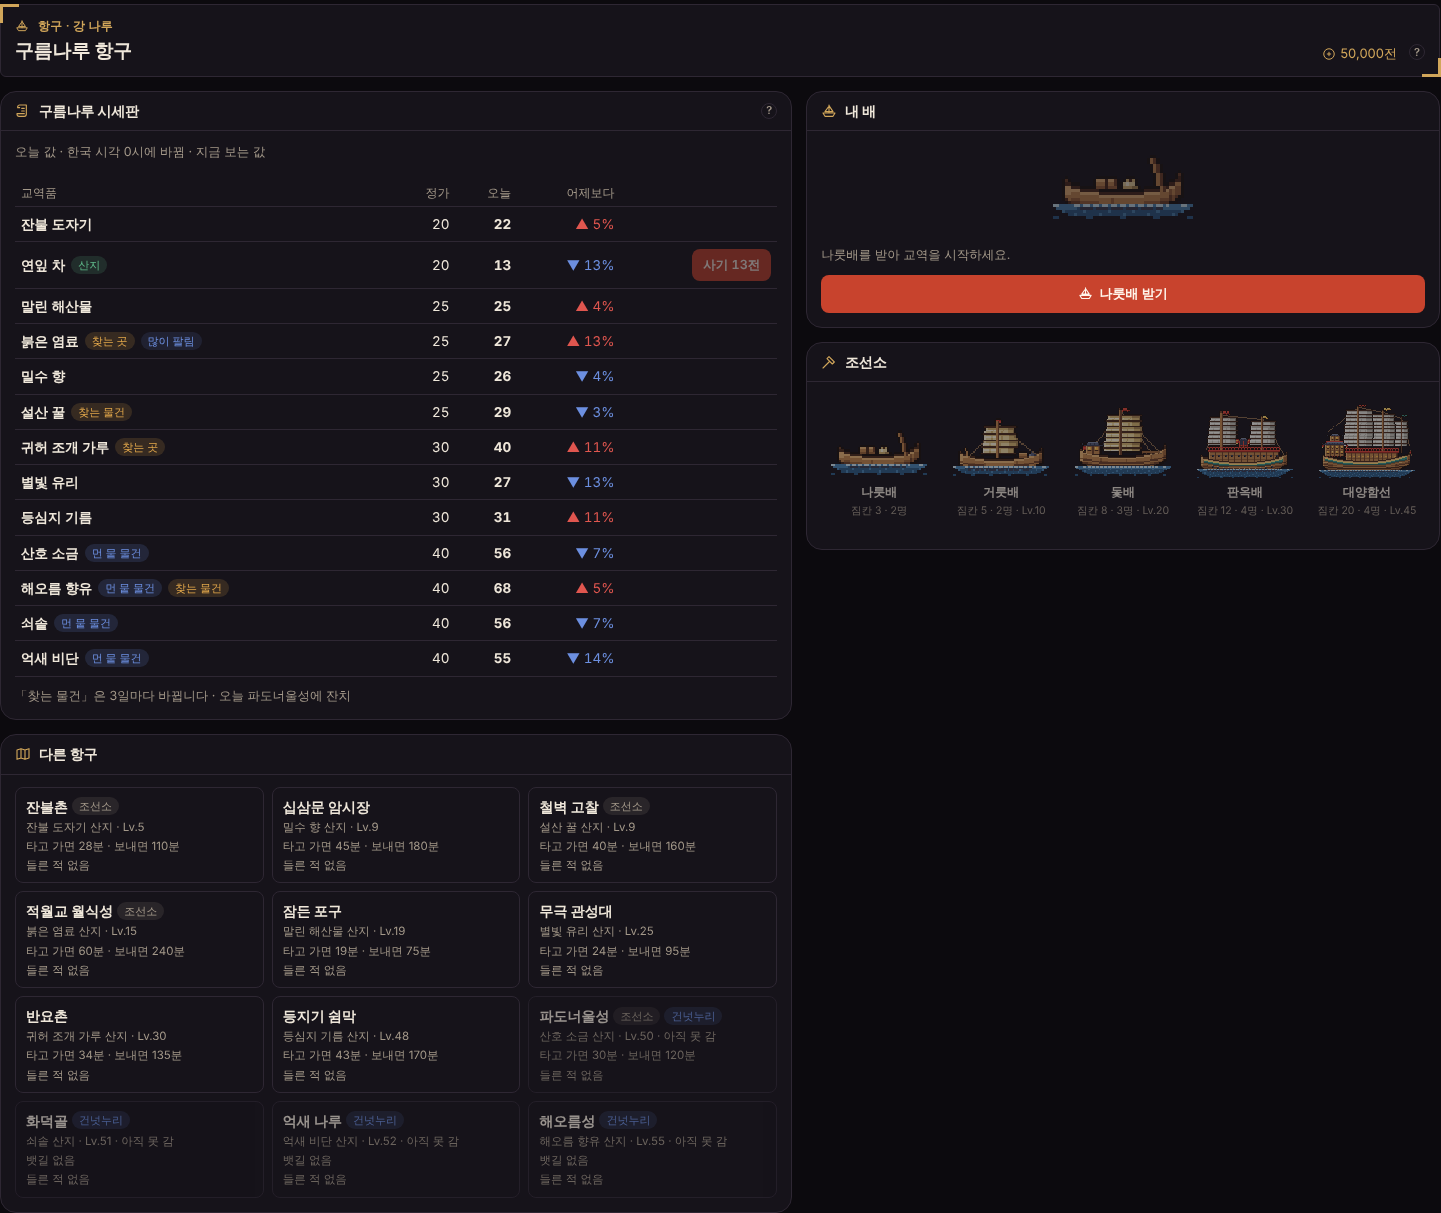 항구 · 강 나루
구름나루 항구
50,000전 ?
구름나루 시세판 ?
오늘 값 · 한국 시각 0시에 바뀜 · 지금 보는 값
교역품 정가 오늘 어제보다
잔불 도자기 20 22 ▲ 5%
연잎 차 산지 20 13 ▼ 13% 사기 13전
말린 해산물 25 25 ▲ 4%
붉은 염료 찾는 곳 많이 팔림 25 27 ▲ 13%
밀수 향 25 26 ▼ 4%
설산 꿀 찾는 물건 25 29 ▼ 3%
귀허 조개 가루 찾는 곳 30 40 ▲ 11%
별빛 유리 30 27 ▼ 13%
등심지 기름 30 31 ▲ 11%
산호 소금 먼 뭍 물건 40 56 ▼ 7%
해오름 향유 먼 뭍 물건 찾는 물건 40 68 ▲ 5%
쇠솥 먼 뭍 물건 40 56 ▼ 7%
억새 비단 먼 뭍 물건 40 55 ▼ 14%
「찾는 물건」은 3일마다 바뀝니다 · 오늘 파도너울성에 잔치
다른 항구
잔불촌 조선소
잔불 도자기 산지 · Lv.5
타고 가면 28분 · 보내면 110분
들른 적 없음
십삼문 암시장
밀수 향 산지 · Lv.9
타고 가면 45분 · 보내면 180분
들른 적 없음
철벽 고찰 조선소
설산 꿀 산지 · Lv.9
타고 가면 40분 · 보내면 160분
들른 적 없음
적월교 월식성 조선소
붉은 염료 산지 · Lv.15
타고 가면 60분 · 보내면 240분
들른 적 없음
잠든 포구
말린 해산물 산지 · Lv.19
타고 가면 19분 · 보내면 75분
들른 적 없음
무극 관성대
별빛 유리 산지 · Lv.25
타고 가면 24분 · 보내면 95분
들른 적 없음
반요촌
귀허 조개 가루 산지 · Lv.30
타고 가면 34분 · 보내면 135분
들른 적 없음
등지기 쉼막
등심지 기름 산지 · Lv.48
타고 가면 43분 · 보내면 170분
들른 적 없음
파도너울성 조선소 건넛누리
산호 소금 산지 · Lv.50 · 아직 못 감
타고 가면 30분 · 보내면 120분
들른 적 없음
화덕골 건넛누리
쇠솥 산지 · Lv.51 · 아직 못 감
뱃길 없음
들른 적 없음
억새 나루 건넛누리
억새 비단 산지 · Lv.52 · 아직 못 감
뱃길 없음
들른 적 없음
해오름성 건넛누리
해오름 향유 산지 · Lv.55 · 아직 못 감
뱃길 없음
들른 적 없음
내 배
나룻배를 받아 교역을 시작하세요.
나룻배 받기
조선소
나룻배
짐칸 3 · 2명
거룻배
짐칸 5 · 2명 · Lv.10
돛배
짐칸 8 · 3명 · Lv.20
판옥배
짐칸 12 · 4명 · Lv.30
대양함선
짐칸 20 · 4명 · Lv.45